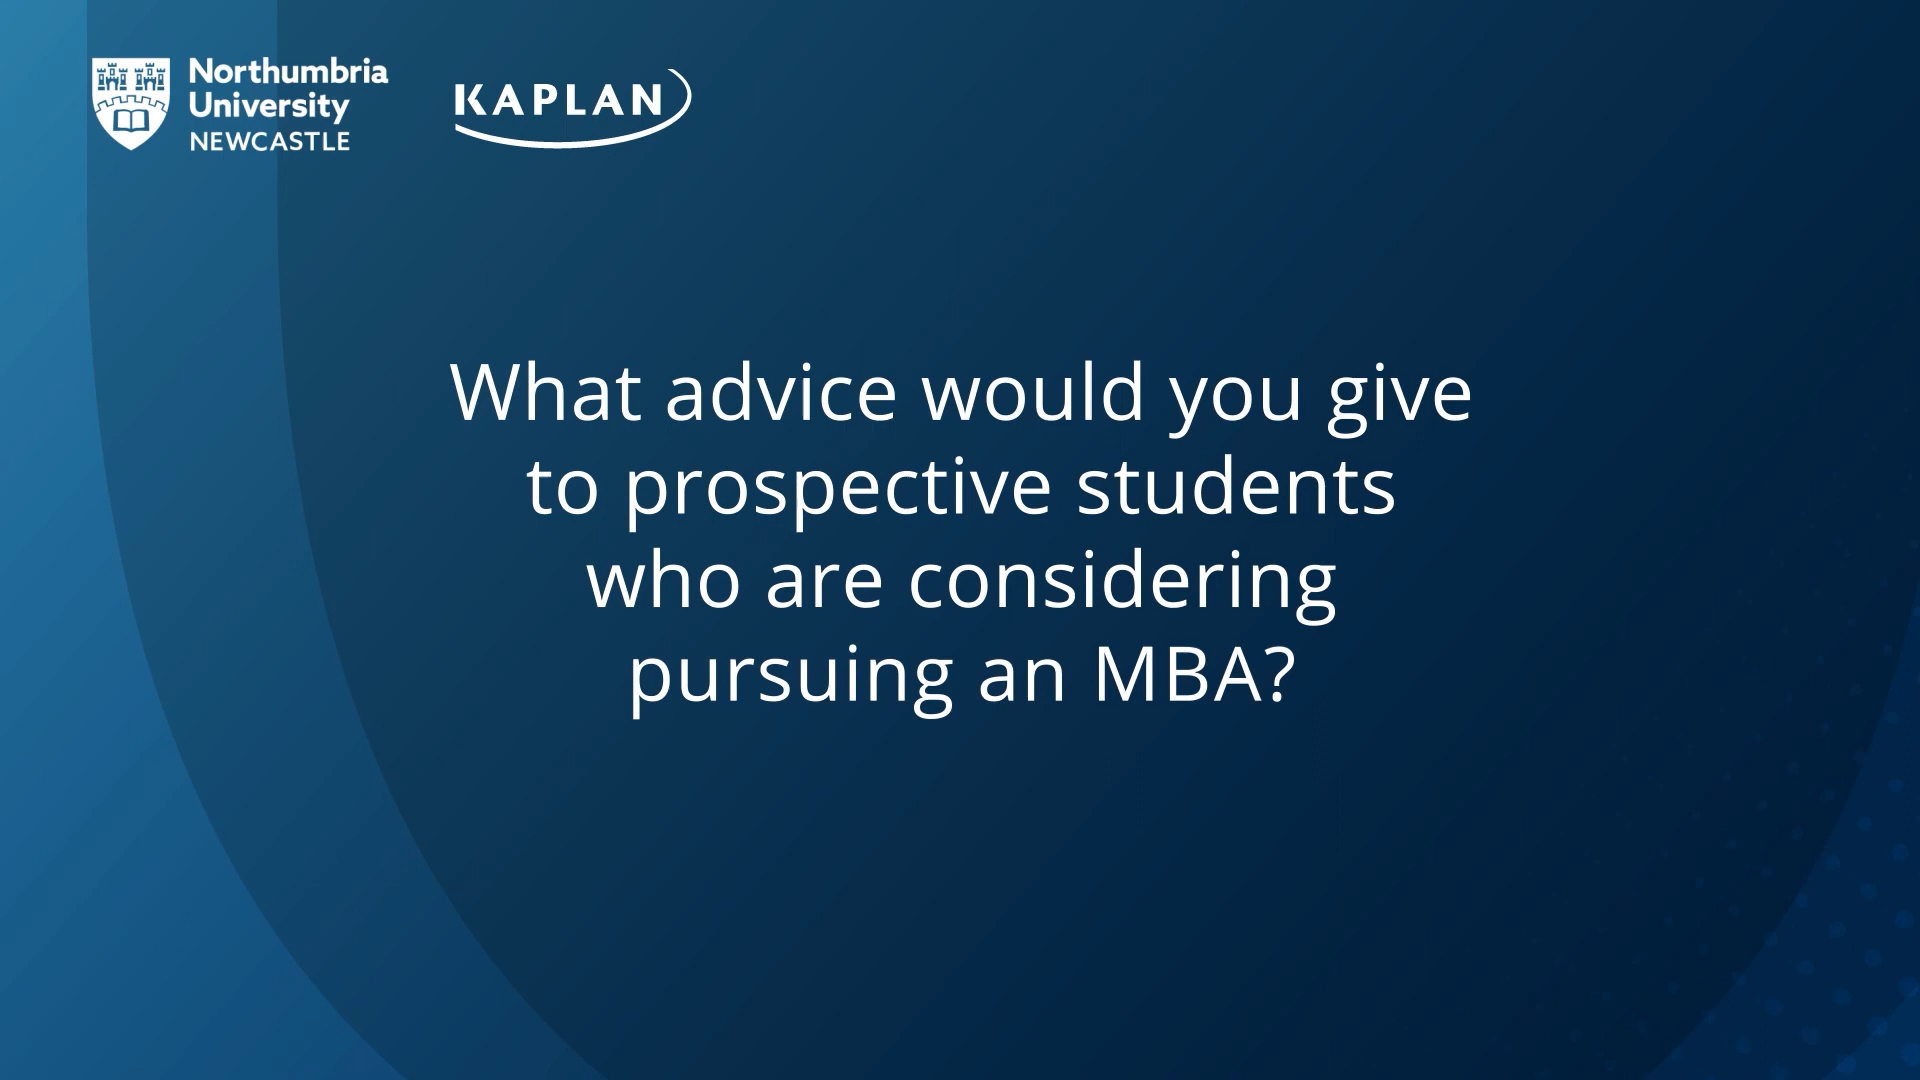 Northumbria
University
NEWCASTLE
KAPLAN
What advice would you give
to prospective students
who are considering
pursuing an MBA?